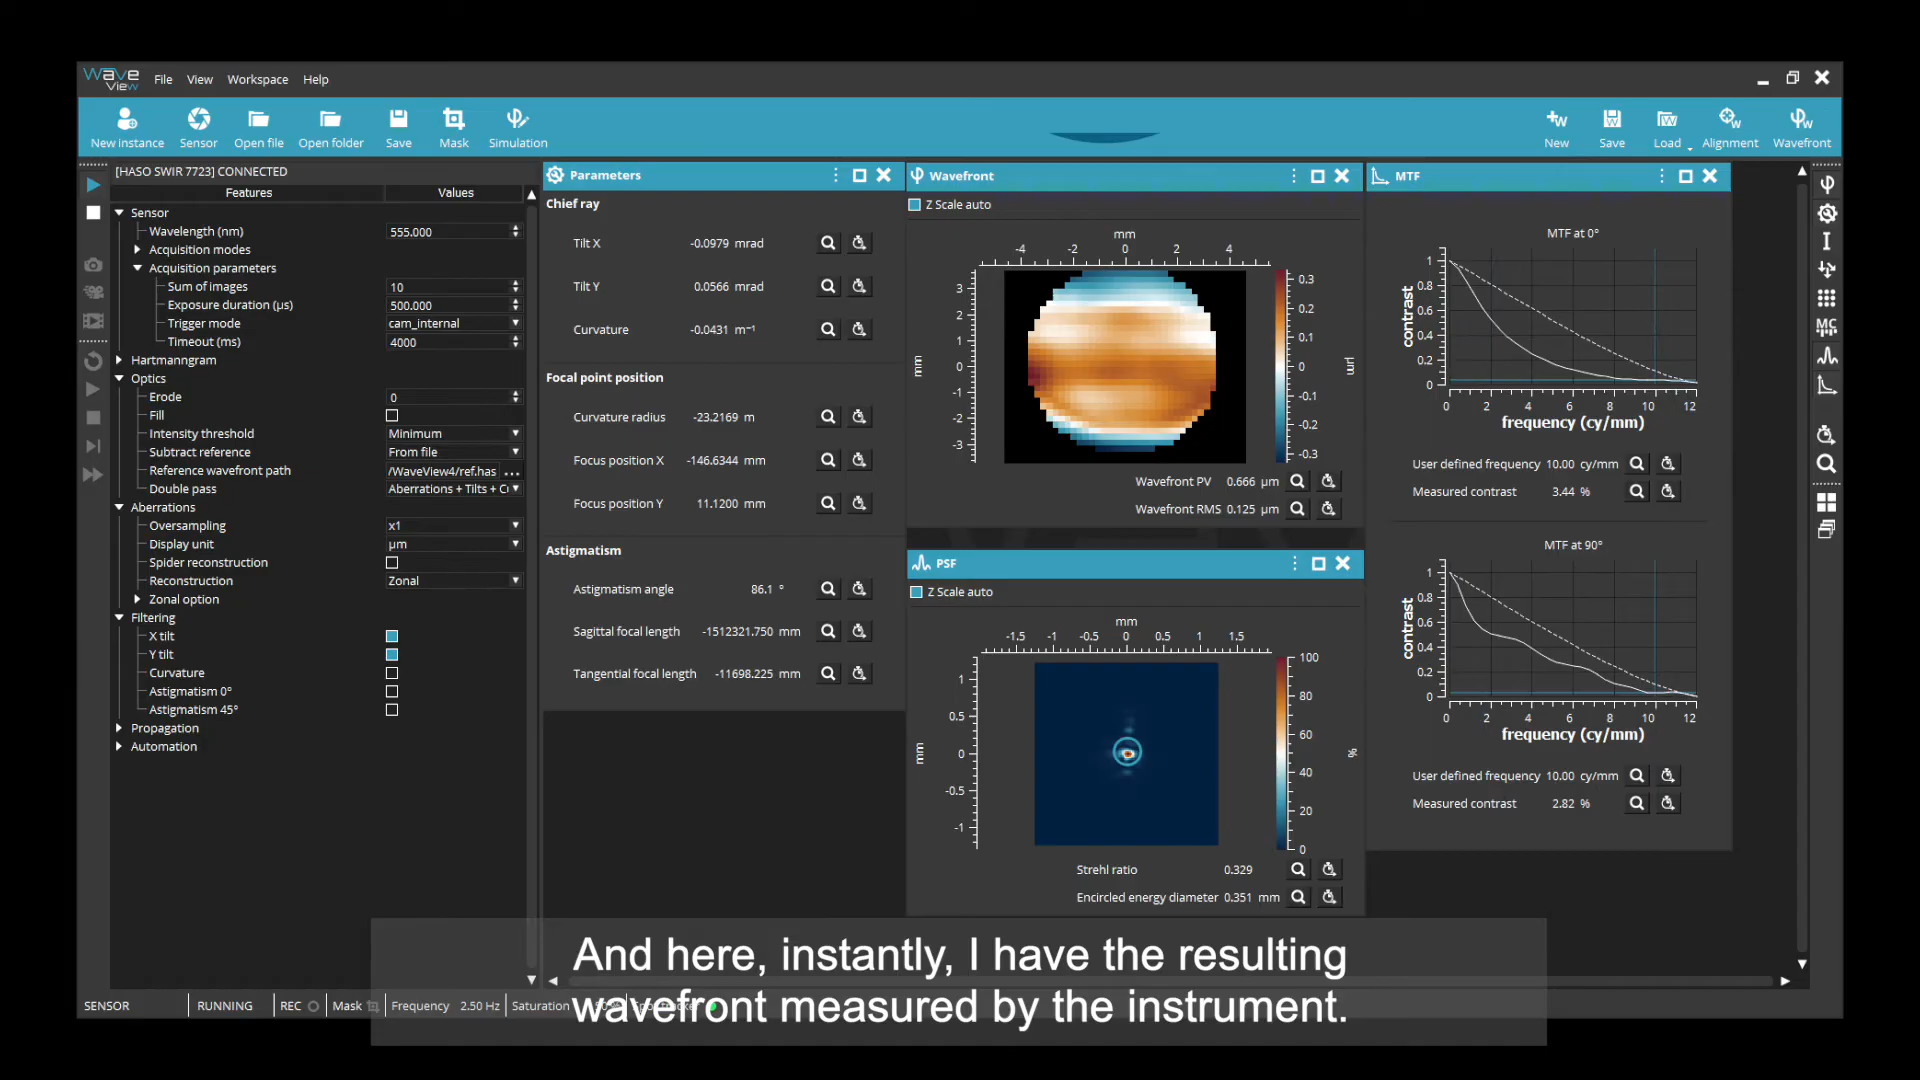 Wave View File View Workspace Help
New instance Sensor Open file Open folder Save Mask Simulation New Save Load Alignment Wavefront
[HASO SWIR 7723] CONNECTED
Features Values
Sensor
Wavelength (nm) 555.000
Acquisition modes
Acquisition parameters
Sum of images 10
Exposure duration (µs) 500.000
Trigger mode cam_internal
Timeout (ms) 4000
Hartmanngram
Optics
Erode 0
Fill
Intensity threshold Minimum
Subtract reference From file
Reference wavefront path /WaveView4/ref.has ...
Double pass Aberrations + Tilts + C
Aberrations
Oversampling x1
Display unit µm
Spider reconstruction
Reconstruction Zonal
Zonal option
Filtering
X tilt
Y tilt
Curvature
Astigmatism 0°
Astigmatism 45°
Propagation
Automation
Parameters
Chief ray
Tilt X -0.0979 mrad
Tilt Y 0.0566 mrad
Curvature -0.0431 m⁻¹
Focal point position
Curvature radius -23.2169 m
Focus position X -146.6344 mm
Focus position Y 11.1200 mm
Astigmatism
Astigmatism angle 86.1 °
Sagittal focal length -1512321.750 mm
Tangential focal length -11698.225 mm
Wavefront
Z Scale auto
mm
-4 -2 0 2 4
3
2
1
0
-1
-2
-3
mm
0.3
0.2
0.1
0
-0.1
-0.2
-0.3
µm
Wavefront PV 0.666 µm
Wavefront RMS 0.125 µm
PSF
Z Scale auto
mm
-1.5 -1 -0.5 0 0.5 1 1.5
1
0.5
0
-0.5
-1
mm
100
80
60
40
20
0
%
Strehl ratio 0.329
Encircled energy diameter 0.351 mm
MTF
MTF at 0°
1
0.8
0.6
0.4
0.2
0
contrast
0 2 4 6 8 10 12
frequency (cy/mm)
User defined frequency 10.00 cy/mm
Measured contrast 3.44 %
MTF at 90°
1
0.8
0.6
0.4
0.2
0
contrast
0 2 4 6 8 10 12
frequency (cy/mm)
User defined frequency 10.00 cy/mm
Measured contrast 2.82 %
MC
SENSOR RUNNING REC Mask Frequency 2.50 Hz Saturation
And here, instantly, I have the resulting
wavefront measured by the instrument.